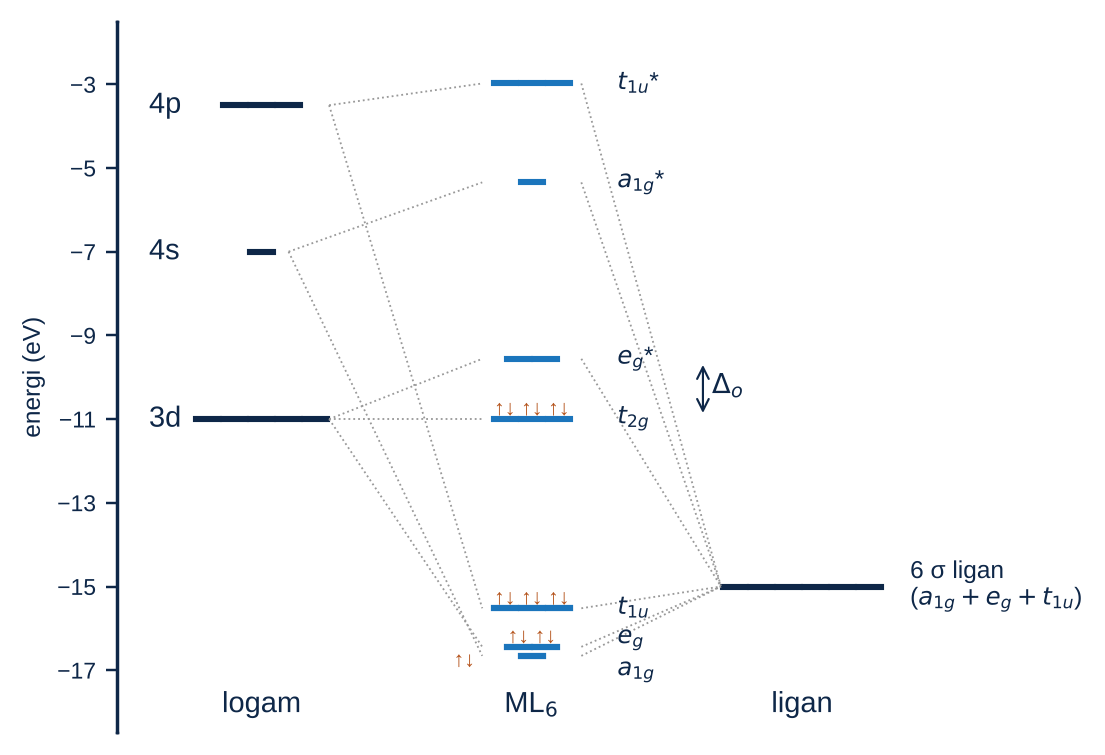 energi (eV)
−3
−5
−7
−9
−11
−13
−15
−17
4p
4s
3d
t₁ᵤ*
a₁g*
eg*
↑↓ ↑↓ ↑↓
t₂g
Δₒ
↑↓ ↑↓ ↑↓
t₁ᵤ
↑↓ ↑↓
eg
↑↓
a₁g
6 σ ligan
(a₁g + eg + t₁ᵤ)
logam
ML₆
ligan